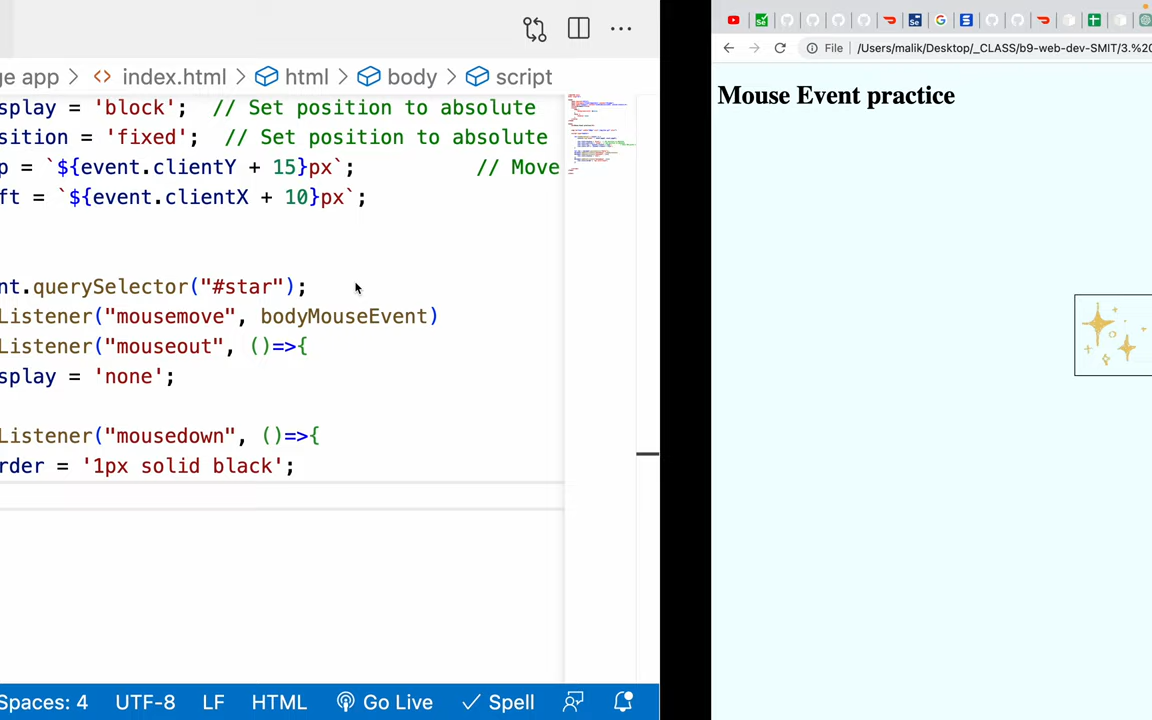 ge app > <> index.html > html > body > script
splay = 'block';  // Set position to absolute
sition = 'fixed';  // Set position to absolute
p = `${event.clientY + 15}px`;          // Move
ft = `${event.clientX + 10}px`;
nt.querySelector("#star");
Listener("mousemove", bodyMouseEvent)
Listener("mouseout", ()=>{
splay = 'none';
Listener("mousedown", ()=>{
rder = '1px solid black';
Spaces: 4 UTF-8 LF HTML Go Live Spell
File /Users/malik/Desktop/_CLASS/b9-web-dev-SMIT/3.%20
Mouse Event practice